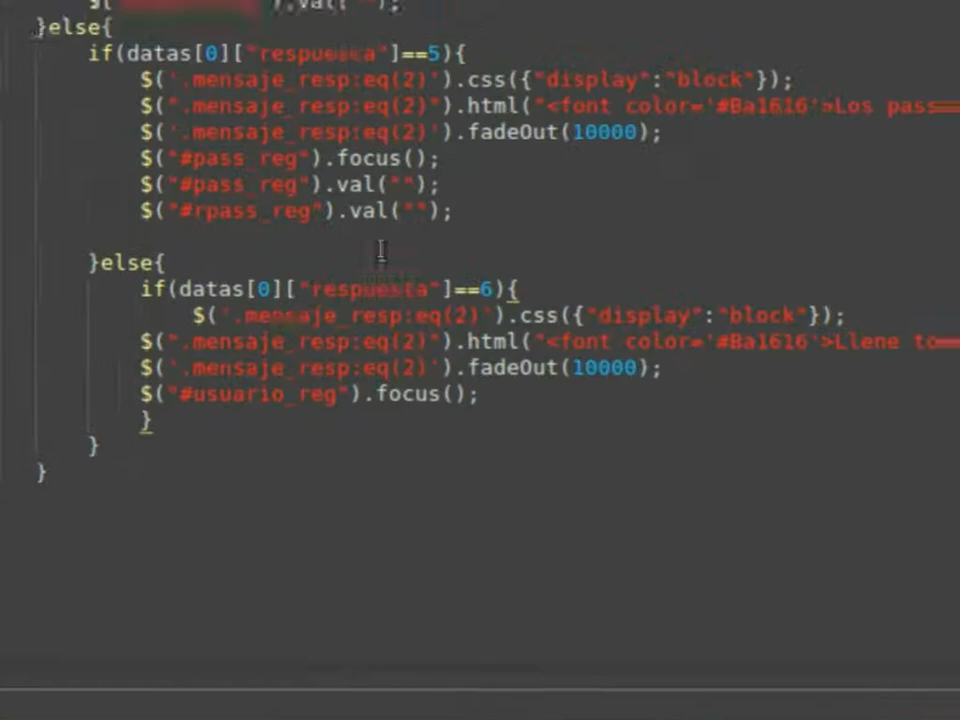 $( ).val("");
}else{
if(datas[0]["respuesta"]==5){
$('.mensaje_resp:eq(2)').css({"display":"block"});
$(".mensaje_resp:eq(2)").html("<font color='#Ba1616'>Los pass
$('.mensaje_resp:eq(2)').fadeOut(10000);
$("#pass_reg").focus();
$("#pass_reg").val("");
$("#rpass_reg").val("");
}else{
if(datas[0]["respuesta"]==6){
$('.mensaje_resp:eq(2)').css({"display":"block"});
$(".mensaje_resp:eq(2)").html("<font color='#Ba1616'>Llene to
$('.mensaje_resp:eq(2)').fadeOut(10000);
$("#usuario_reg").focus();
}
}
}